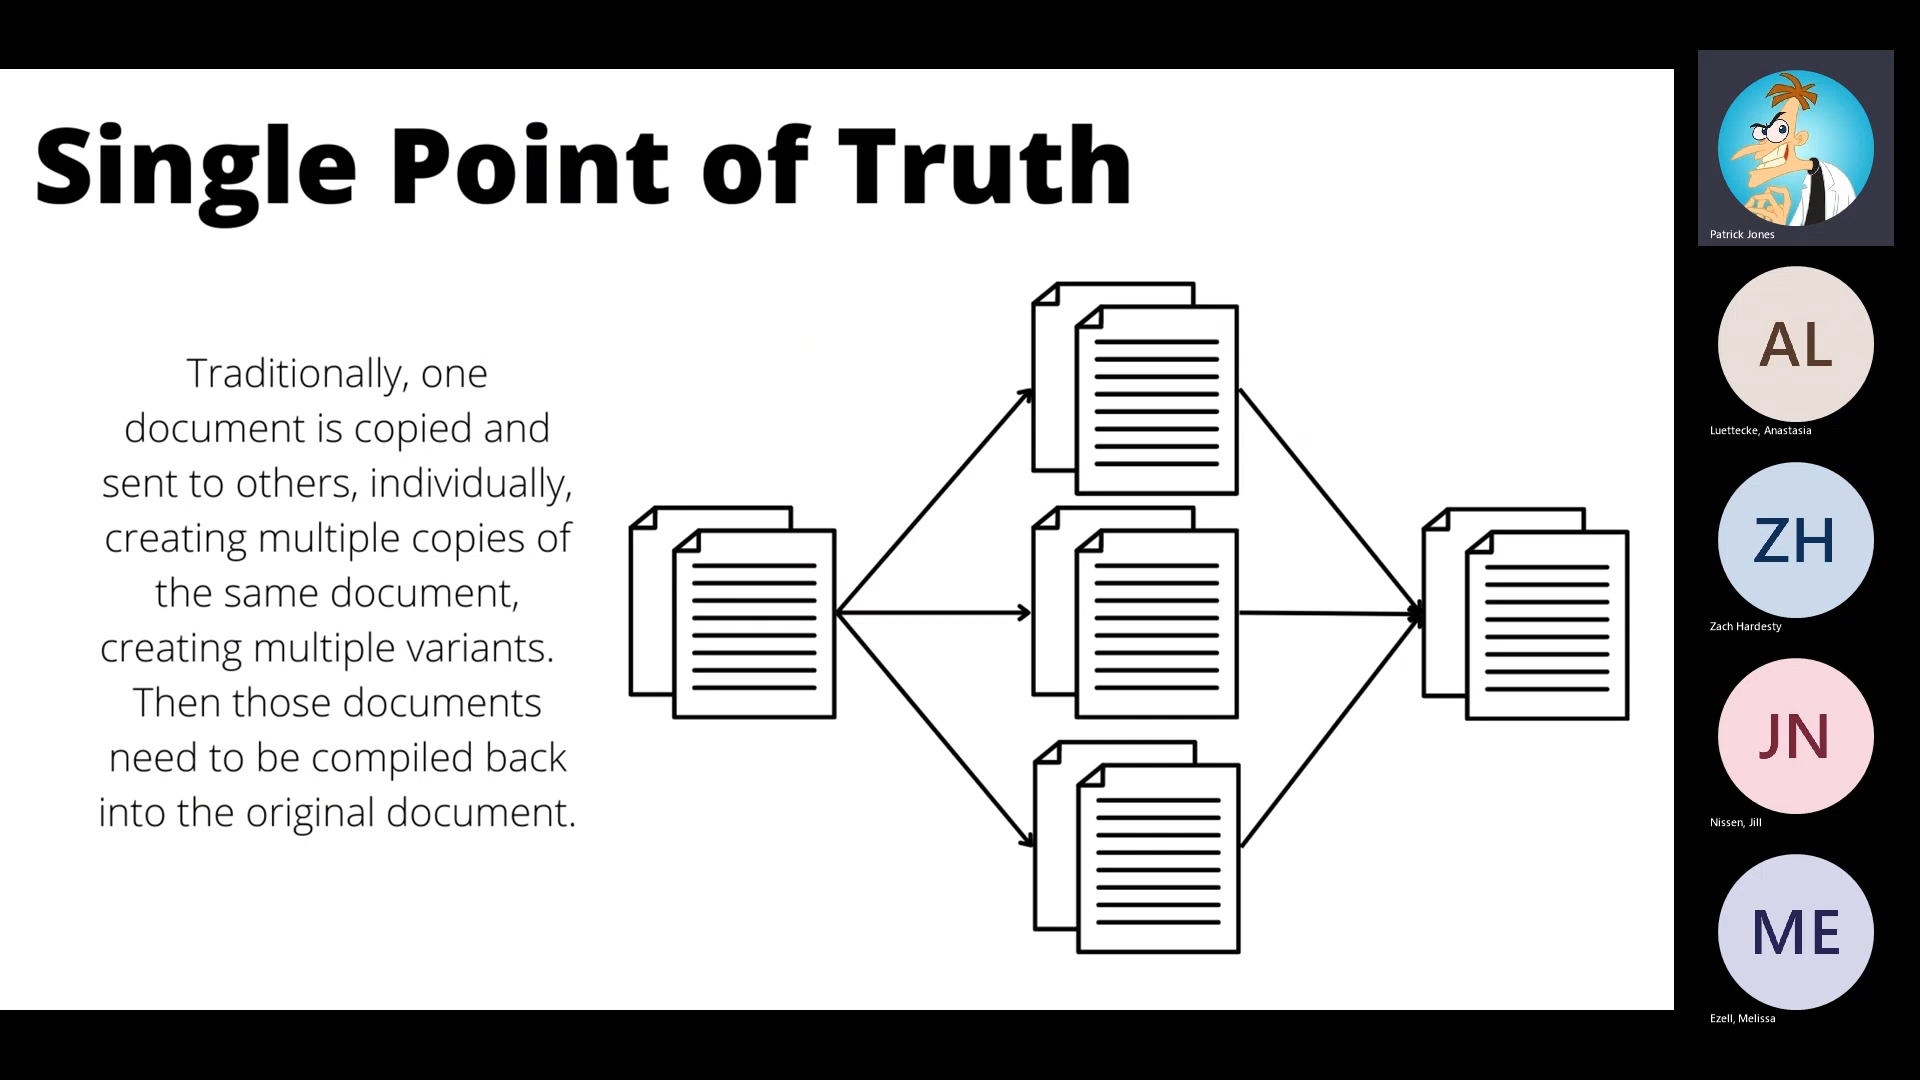 Single Point of Truth
Traditionally, one
document is copied and
sent to others, individually,
creating multiple copies of
the same document,
creating multiple variants.
Then those documents
need to be compiled back
into the original document.
Patrick Jones
AL
Luettecke, Anastasia
ZH
Zach Hardesty
JN
Nissen, Jill
ME
Ezell, Melissa